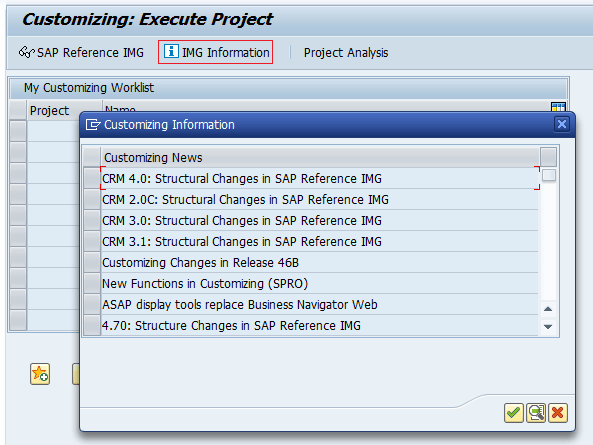 Customizing: Execute Project
SAP Reference IMG IMG Information Project Analysis
My Customizing Worklist
Project Name
Customizing Information
Customizing News
CRM 4.0: Structural Changes in SAP Reference IMG
CRM 2.0C: Structural Changes in SAP Reference IMG
CRM 3.0: Structural Changes in SAP Reference IMG
CRM 3.1: Structural Changes in SAP Reference IMG
Customizing Changes in Release 46B
New Functions in Customizing (SPRO)
ASAP display tools replace Business Navigator Web
4.70: Structure Changes in SAP Reference IMG